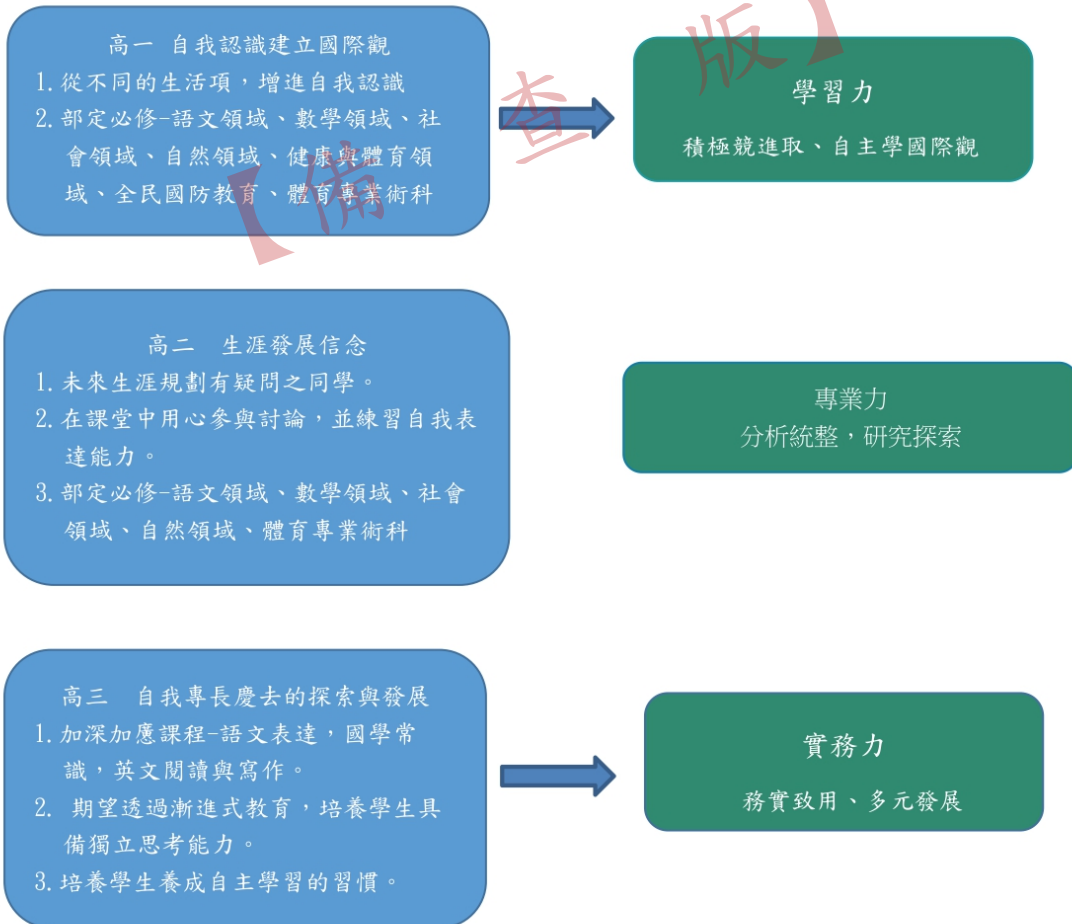 高一 自我認識建立國際觀
1. 從不同的生活項，增進自我認識
2. 部定必修-語文領域、數學領域、社
會領域、自然領域、健康與體育領
域、全民國防教育、體育專業術科
學習力
積極競進取、自主學國際觀
【備查版】
高二 生涯發展信念
1. 未來生涯規劃有疑問之同學。
2. 在課堂中用心參與討論，並練習自我表
達能力。
3. 部定必修-語文領域、數學領域、社會
領域、自然領域、體育專業術科
專業力
分析統整，研究探索
高三 自我專長慶去的探索與發展
1. 加深加應課程-語文表達，國學常
識，英文閱讀與寫作。
2. 期望透過漸進式教育，培養學生具
備獨立思考能力。
3. 培養學生養成自主學習的習慣。
實務力
務實致用、多元發展